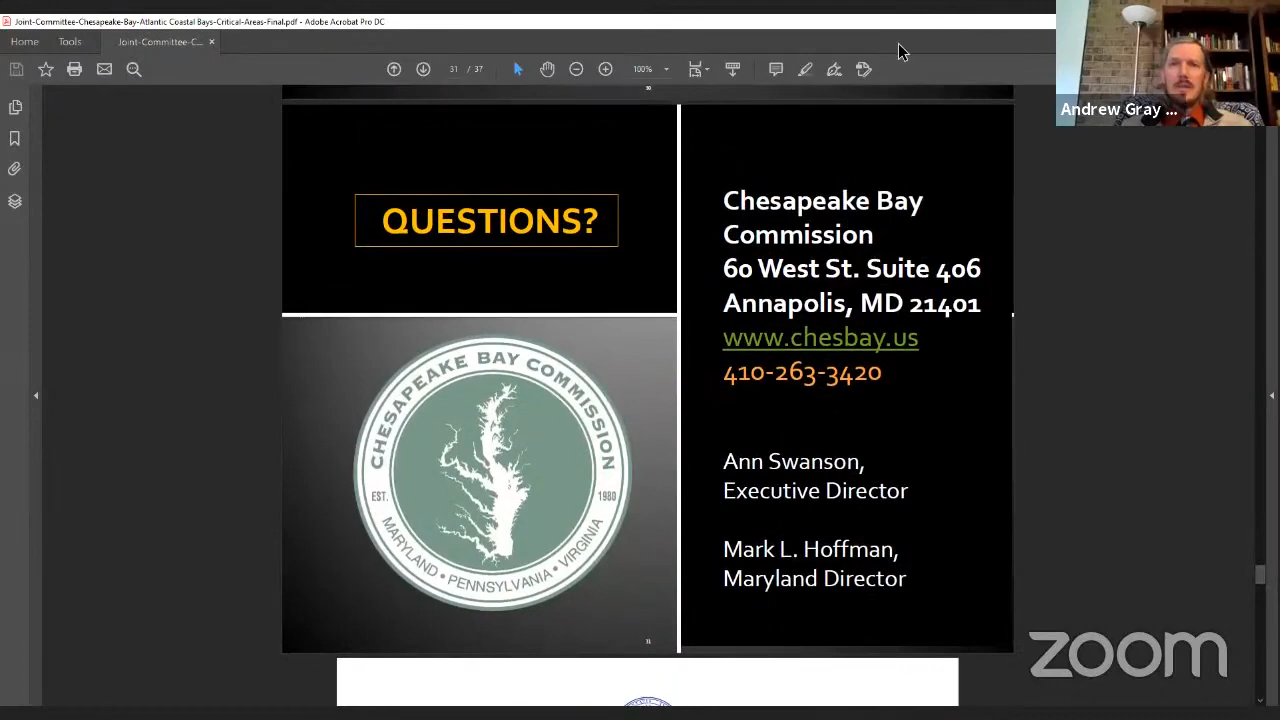 Joint-Committee-Chesapeake-Bay-Atlantic Coastal Bays-Critical-Areas-Final.pdf - Adobe Acrobat Pro DC
Home
Tools
Joint-Committee-C...
31 / 37
100%
Andrew Gray ...
30
QUESTIONS?
Chesapeake Bay
Commission
60 West St. Suite 406
Annapolis, MD 21401
www.chesbay.us
410-263-3420
Ann Swanson,
Executive Director
Mark L. Hoffman,
Maryland Director
CHESAPEAKE BAY COMMISSION
EST. 1980
MARYLAND • PENNSYLVANIA • VIRGINIA
31
zoom